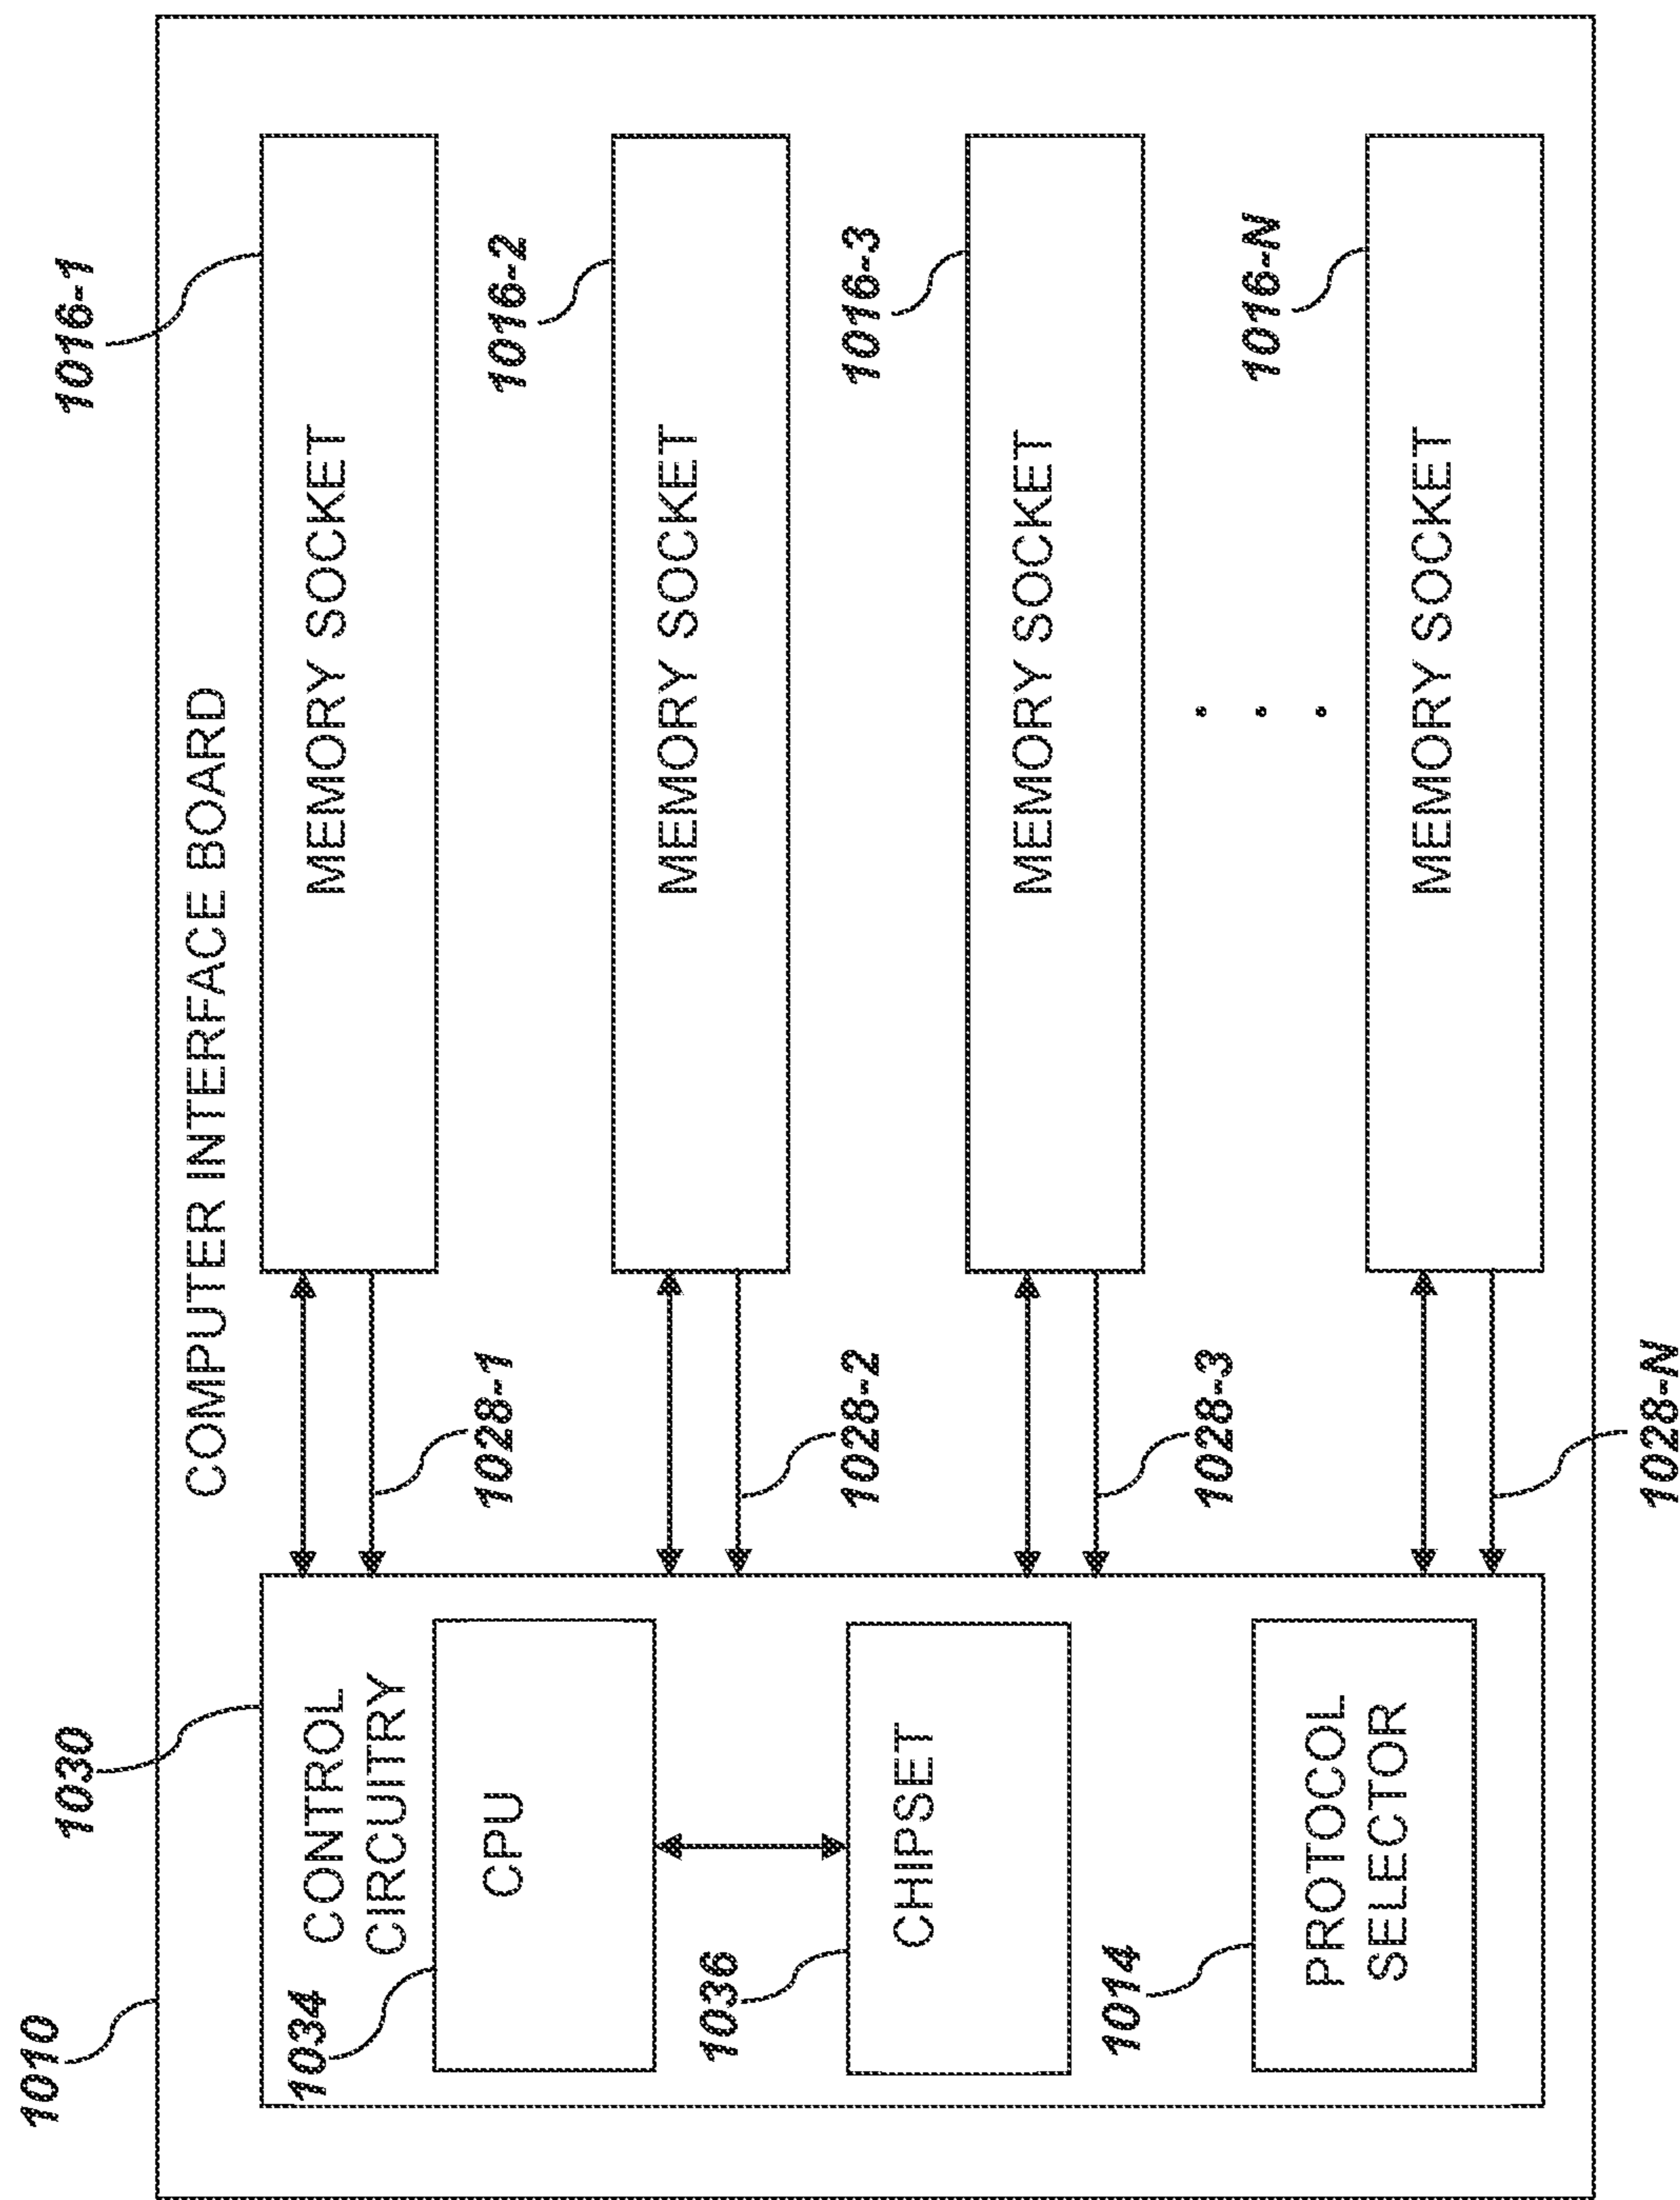 1010
1030
1016-1
COMPUTER INTERFACE BOARD
CONTROL
CIRCUITRY
1034
CPU
MEMORY SOCKET
1028-1
1016-2
MEMORY SOCKET
1036
CHIPSET
1028-2
1016-3
MEMORY SOCKET
1014
PROTOCOL
SELECTOR
1028-3
. . .
1016-N
MEMORY SOCKET
1028-N